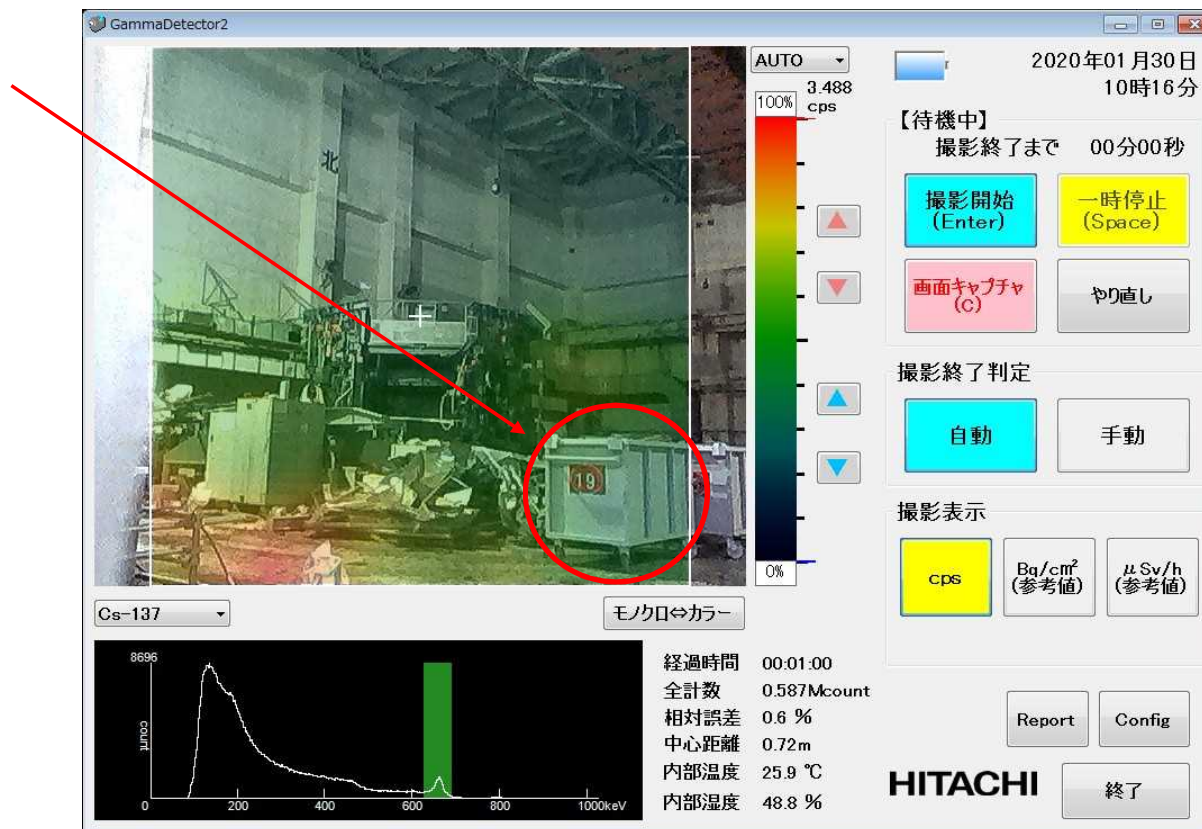 GammaDetector2
北
19
AUTO
3.488
cps
100%
0%
2020年01月30日
10時16分
【待機中】
撮影終了まで 00分00秒
撮影開始
(Enter)
一時停止
(Space)
画面キャプチャ
(C)
やり直し
撮影終了判定
自動
手動
撮影表示
cps
Bq/cm²
(参考値)
μSv/h
(参考値)
Cs-137
モノクロ⇔カラー
8696
count
0 200 400 600 800 1000keV
経過時間 00:01:00
全計数 0.587Mcount
相対誤差 0.6 %
中心距離 0.72m
内部温度 25.9 ℃
内部湿度 48.8 %
Report
Config
HITACHI
終了